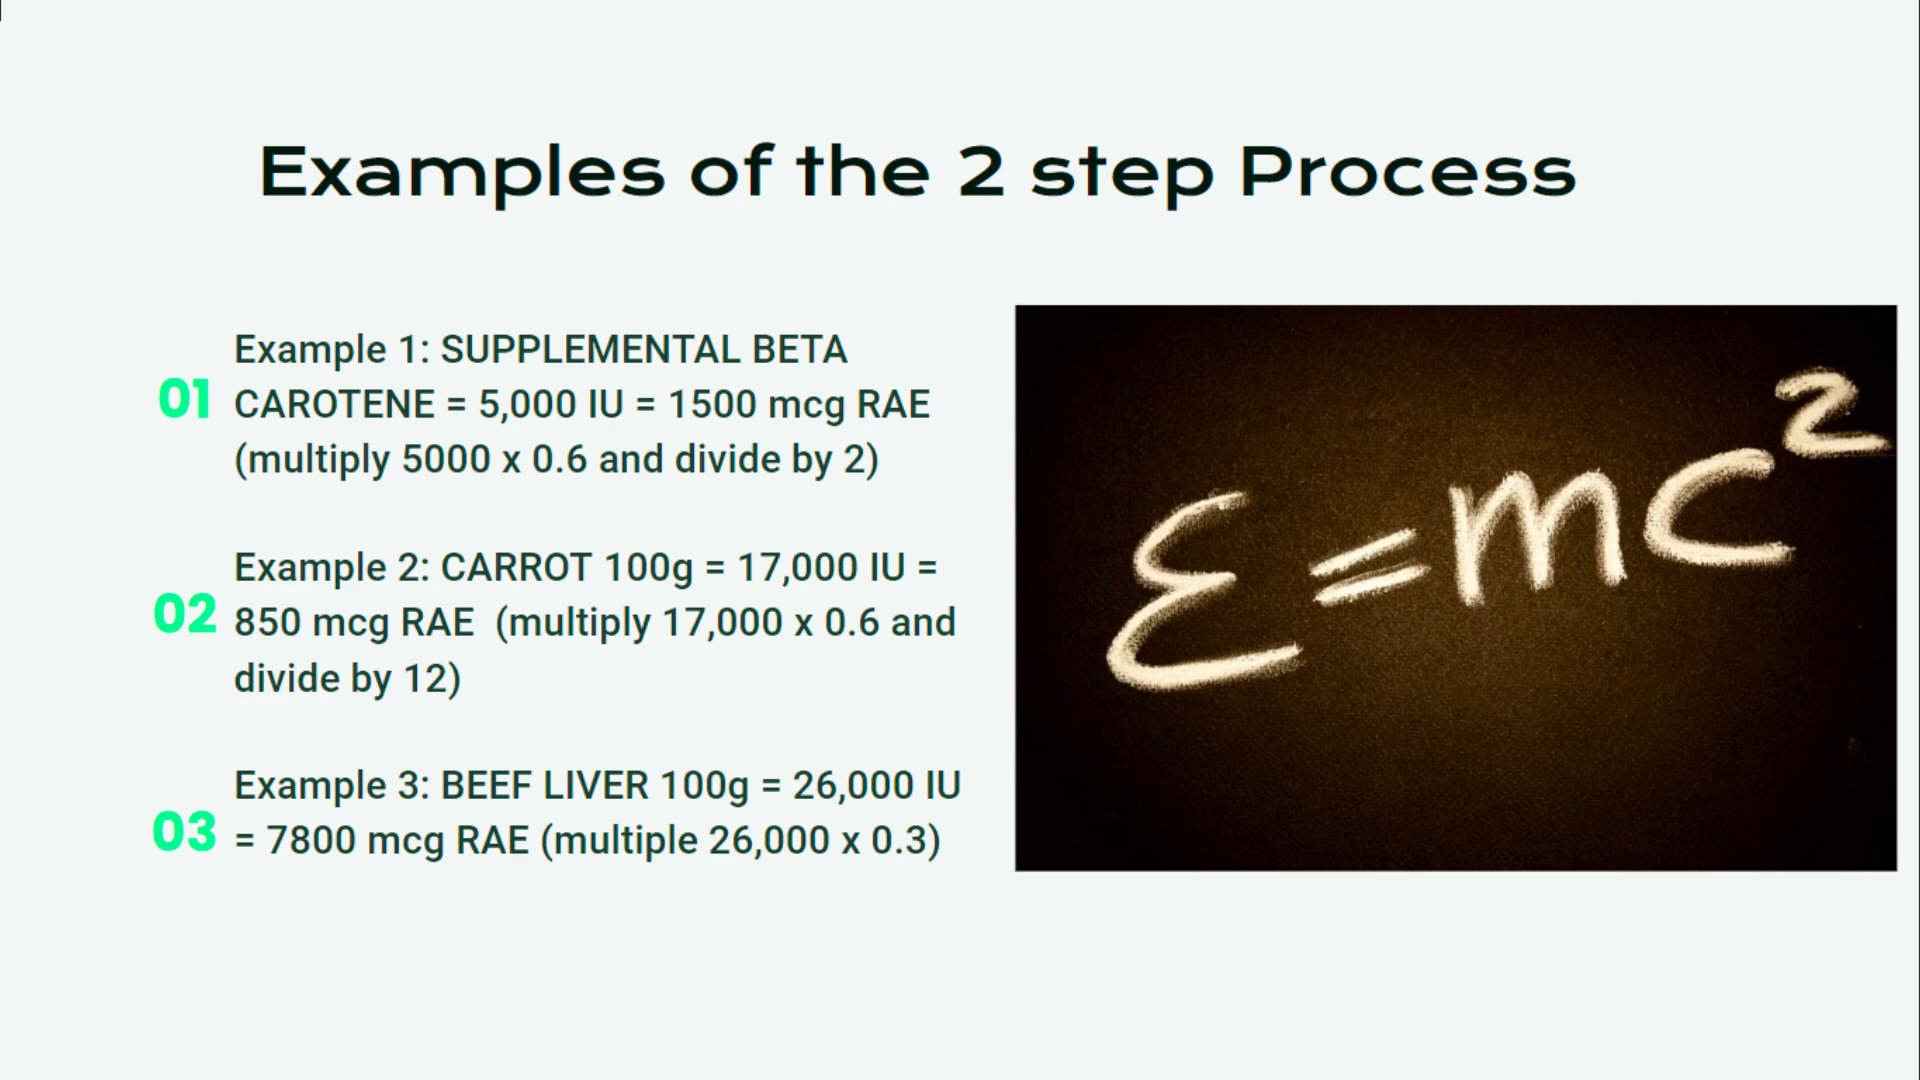 Examples of the 2 step Process
01
Example 1: SUPPLEMENTAL BETA
CAROTENE = 5,000 IU = 1500 mcg RAE
(multiply 5000 x 0.6 and divide by 2)
02
Example 2: CARROT 100g = 17,000 IU =
850 mcg RAE (multiply 17,000 x 0.6 and
divide by 12)
03
Example 3: BEEF LIVER 100g = 26,000 IU
= 7800 mcg RAE (multiple 26,000 x 0.3)
E=mc²